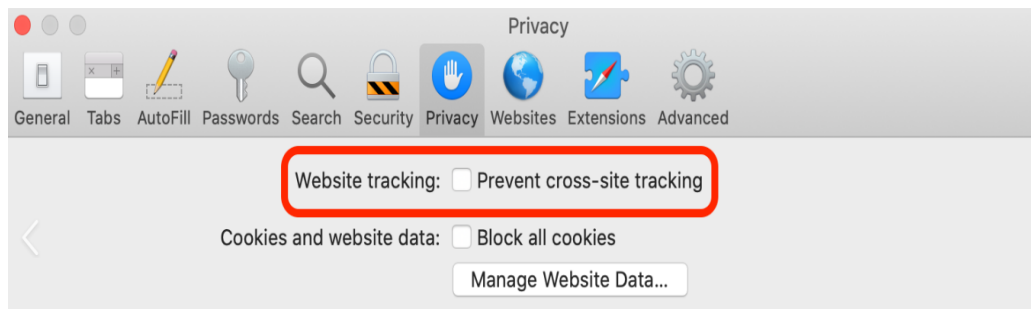 Privacy
General Tabs AutoFill Passwords Search Security Privacy Websites Extensions Advanced
Website tracking: Prevent cross-site tracking
Cookies and website data: Block all cookies
Manage Website Data...